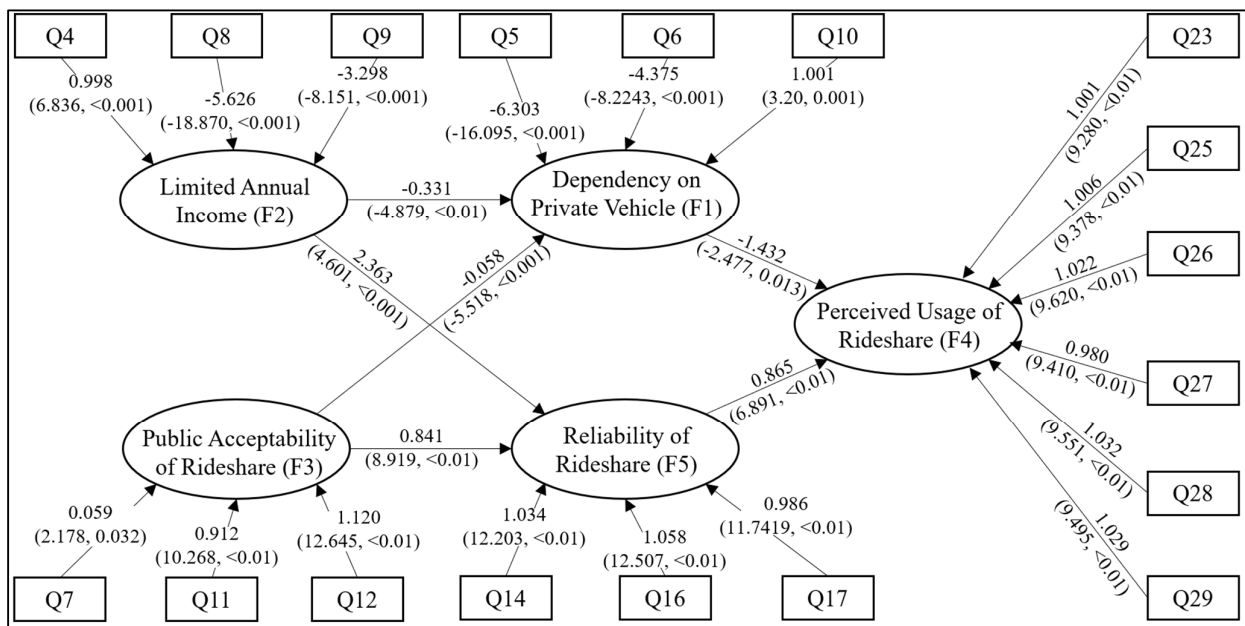 Q4
Q8
Q9
Q5
Q6
Q10
Q23
0.998
(6.836, <0.001)
-5.626
(-18.870, <0.001)
-3.298
(-8.151, <0.001)
-6.303
(-16.095, <0.001)
-4.375
(-8.2243, <0.001)
1.001
(3.20, 0.001)
1.001
(9.280, <0.01)
Q25
1.006
(9.378, <0.01)
Limited Annual
Income (F2)
-0.331
(-4.879, <0.01)
Dependency on
Private Vehicle (F1)
Q26
1.022
(9.620, <0.01)
2.363
(4.601, <0.001)
-0.058
(-5.518, <0.001)
-1.432
(-2.477, 0.013)
Perceived Usage of
Rideshare (F4)
0.980
(9.410, <0.01)
Q27
0.865
(6.891, <0.01)
Public Acceptability
of Rideshare (F3)
0.841
(8.919, <0.01)
Reliability of
Rideshare (F5)
1.032
(9.551, <0.01)
Q28
0.059
(2.178, 0.032)
0.912
(10.268, <0.01)
1.120
(12.645, <0.01)
1.034
(12.203, <0.01)
1.058
(12.507, <0.01)
0.986
(11.7419, <0.01)
1.029
(9.495, <0.01)
Q7
Q11
Q12
Q14
Q16
Q17
Q29